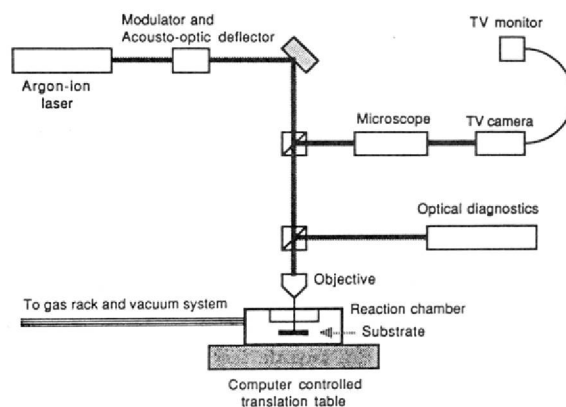 Modulator and
Acousto-optic deflector
TV monitor
Argon-ion
laser
Microscope
TV camera
Optical diagnostics
Objective
To gas rack and vacuum system
Reaction chamber
Substrate
Computer controlled
translation table